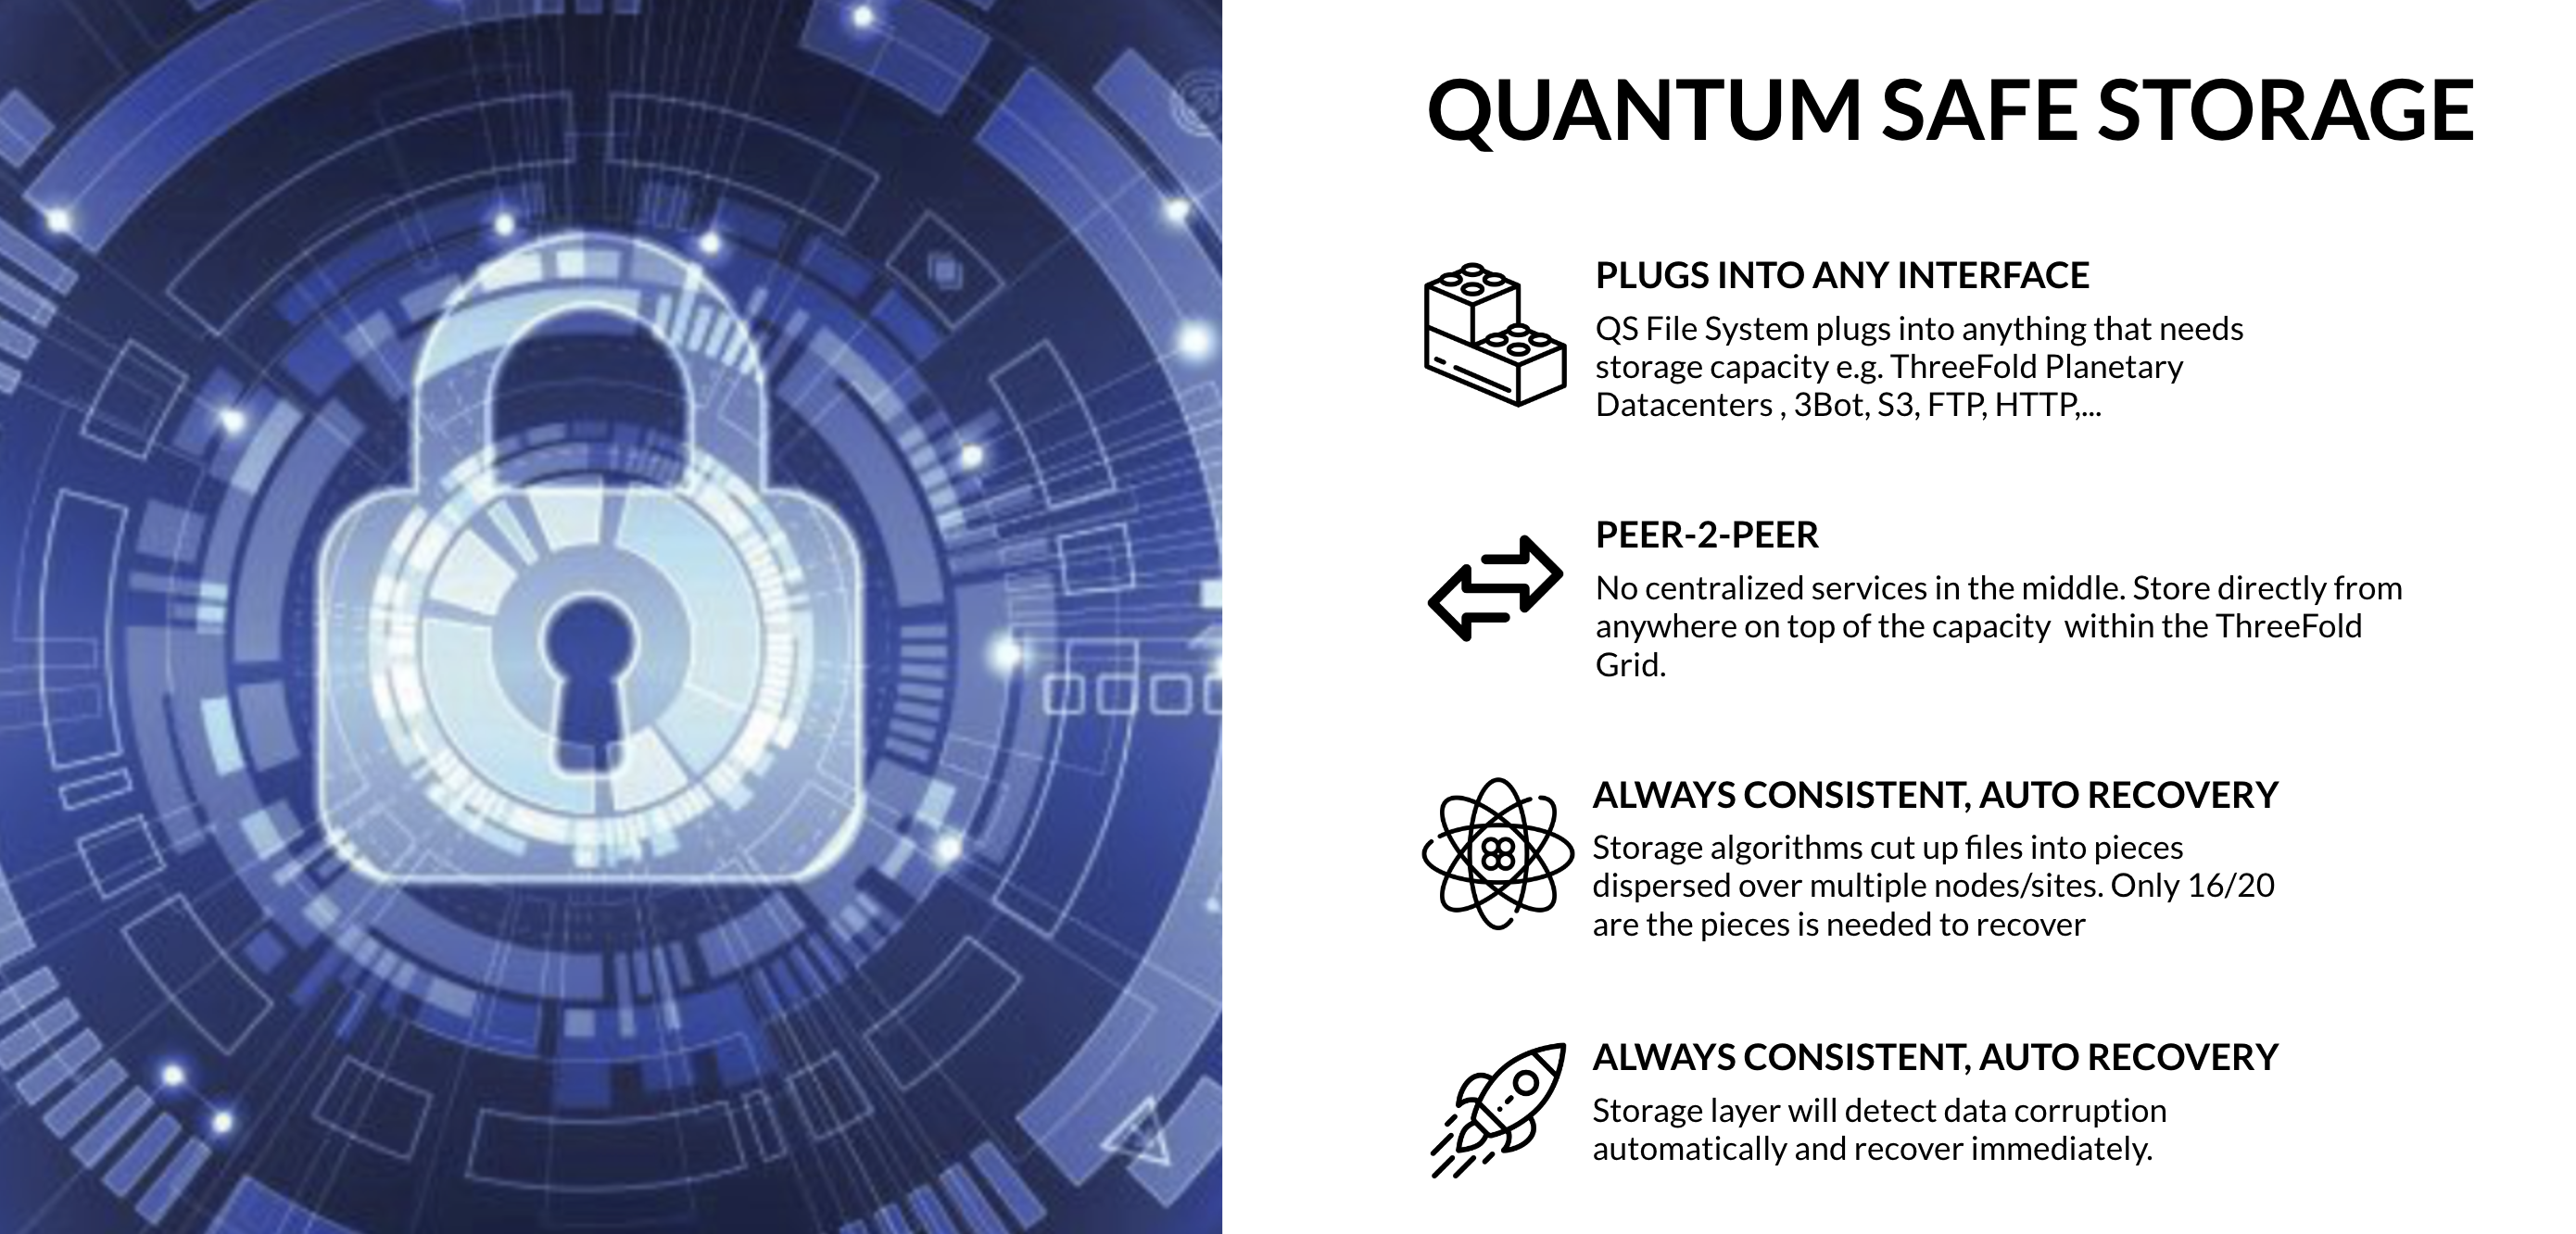 QUANTUM SAFE STORAGE
PLUGS INTO ANY INTERFACE
QS File System plugs into anything that needs
storage capacity e.g. ThreeFold Planetary
Datacenters , 3Bot, S3, FTP, HTTP,...
PEER-2-PEER
No centralized services in the middle. Store directly from
anywhere on top of the capacity  within the ThreeFold
Grid.
ALWAYS CONSISTENT, AUTO RECOVERY
Storage algorithms cut up files into pieces
dispersed over multiple nodes/sites. Only 16/20
are the pieces is needed to recover
ALWAYS CONSISTENT, AUTO RECOVERY
Storage layer will detect data corruption
automatically and recover immediately.